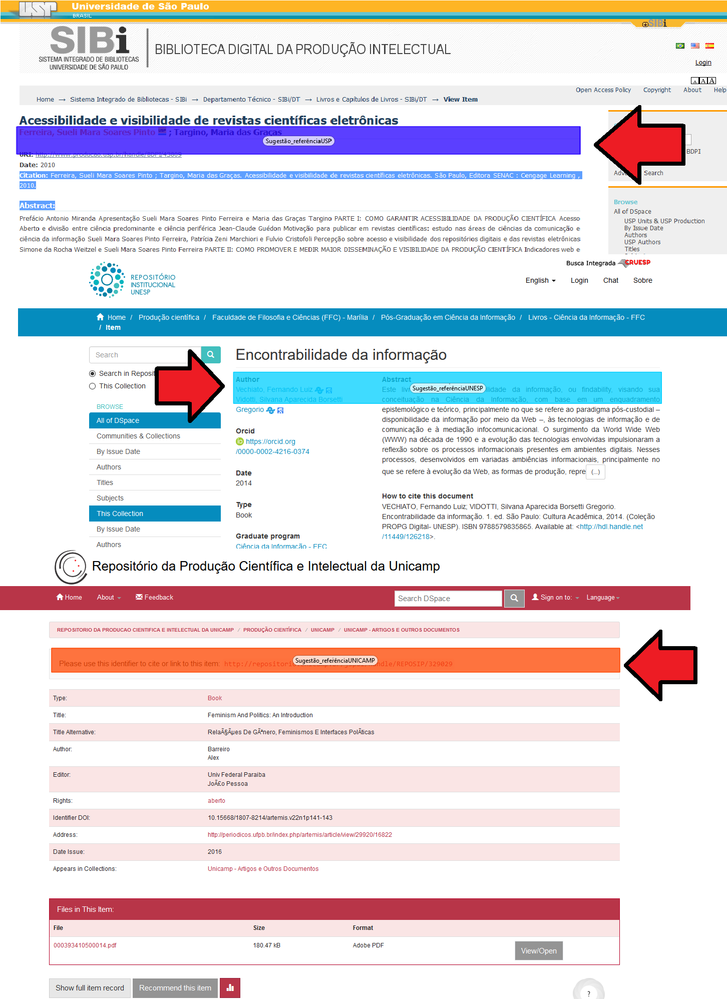 USP Universidade de São Paulo
BRASIL
SIBi
SIBi
SISTEMA INTEGRADO DE BIBLIOTECAS
UNIVERSIDADE DE SÃO PAULO
BIBLIOTECA DIGITAL DA PRODUÇÃO INTELECTUAL
Login
A A A
Open Access Policy Copyright About Help
Home → Sistema Integrado de Bibliotecas - SIBi → Departamento Técnico - SIBi/DT → Livros e Capítulos de Livros - SIBi/DT → View Item
Acessibilidade e visibilidade de revistas científicas eletrônicas
Ferreira, Sueli Mara Soares Pinto USP ; Targino, Maria das Graças
Sugestão_referênciaUSP
URI: http://www.producao.usp.br/handle/BDPI/43809
BDPI
Date: 2010
Search
Citation: Ferreira, Sueli Mara Soares Pinto ; Targino, Maria das Graças. Acessibilidade e visibilidade de revistas científicas eletrônicas. São Paulo, Editora SENAC : Cengage Learning ,
2010.
Abstract:
Prefácio Antonio Miranda Apresentação Sueli Mara Soares Pinto Ferreira e Maria das Graças Targino PARTE I: COMO GARANTIR ACESSIBILIDADE DA PRODUÇÃO CIENTÍFICA Acesso
Aberto e divisão entre ciência predominante e ciência periférica Jean-Claude Guédon Motivação para publicar em revistas científicas: estudo nas áreas de ciências da comunicação e
ciência da informação Sueli Mara Soares Pinto Ferreira, Patrícia Zeni Marchiori e Fulvio Cristofoli Percepção sobre acesso e visibilidade dos repositórios digitais e das revistas eletrônicas
Simone da Rocha Weitzel e Sueli Mara Soares Pinto Ferreira PARTE II: COMO PROMOVER E MEDIR MAIOR DISSEMINAÇÃO E VISIBILIDADE DA PRODUÇÃO CIENTÍFICA Indicadores web e
Browse
All of DSpace
USP Units & USP Production
By Issue Date
Authors
USP Authors
Titles
Busca Integrada CRUESP
REPOSITÓRIO
INSTITUCIONAL
UNESP
English Login Chat Sobre
Home / Produção científica / Faculdade de Filosofia e Ciências (FFC) - Marília / Pós-Graduação em Ciência da Informação / Livros - Ciência da Informação - FFC
/ Item
Search
Search in Reposit
This Collection
BROWSE
All of DSpace
Communities & Collections
By Issue Date
Authors
Titles
Subjects
This Collection
By Issue Date
Authors
Encontrabilidade da informação
Author
Vechiato, Fernando Luiz
Vidotti, Silvana Aparecida Borsetti
Gregorio
Orcid
https://orcid.org
/0000-0002-4216-0374
Date
2014
Type
Book
Graduate program
Ciência da Informação - FFC
Abstract
Sugestão_referênciaUNESP
Este da informação, ou findability, visando sua
conceituação na Ciência da Informação, com base em um enquadramento
epistemológico e teórico, principalmente no que se refere ao paradigma pós-custodial –
disponibilidade da informação por meio da Web –, às tecnologias de informação e de
comunicação e à mediação infocomunicacional. O surgimento da World Wide Web
(WWW) na década de 1990 e a evolução das tecnologias envolvidas impulsionaram a
reflexão sobre os processos informacionais presentes em ambientes digitais. Nesses
processos, desenvolvidos em variadas ambiências informacionais, principalmente no
que se refere à evolução da Web, as formas de produção, repre (...)
How to cite this document
VECHIATO, Fernando Luiz; VIDOTTI, Silvana Aparecida Borsetti Gregorio.
Encontrabilidade da informação. 1. ed. São Paulo: Cultura Acadêmica, 2014. (Coleção
PROPG Digital- UNESP). ISBN 9788579835865. Available at: <http://hdl.handle.net
/11449/126218>.
Repositório da Produção Científica e Intelectual da Unicamp
Home About Feedback Search DSpace Sign on to: Language
REPOSITORIO DA PRODUCAO CIENTIFICA E INTELECTUAL DA UNICAMP / PRODUÇÃO CIENTÍFICA / UNICAMP / UNICAMP - ARTIGOS E OUTROS DOCUMENTOS
Sugestão_referênciaUNICAMP
Please use this identifier to cite or link to this item:
Type: Book
Title: Feminism And Politics: An Introduction
Title Alternative: RelaÃ§Ãµes De GÃªnero, Feminismos E Interfaces PolÃ­ticas
Author: Barreiro
Alex
Editor: Univ Federal Paraiba
JoÃ£o Pessoa
Rights: aberto
Identifier DOI: 10.15668/1807-8214/artemis.v22n1p141-143
Address: http://periodicos.ufpb.br/index.php/artemis/article/view/29920/16822
Date Issue: 2016
Appears in Collections: Unicamp - Artigos e Outros Documentos
Files in This Item:
File Size Format
000393410500014.pdf 180.47 kB Adobe PDF View/Open
Show full item record Recommend this item
?